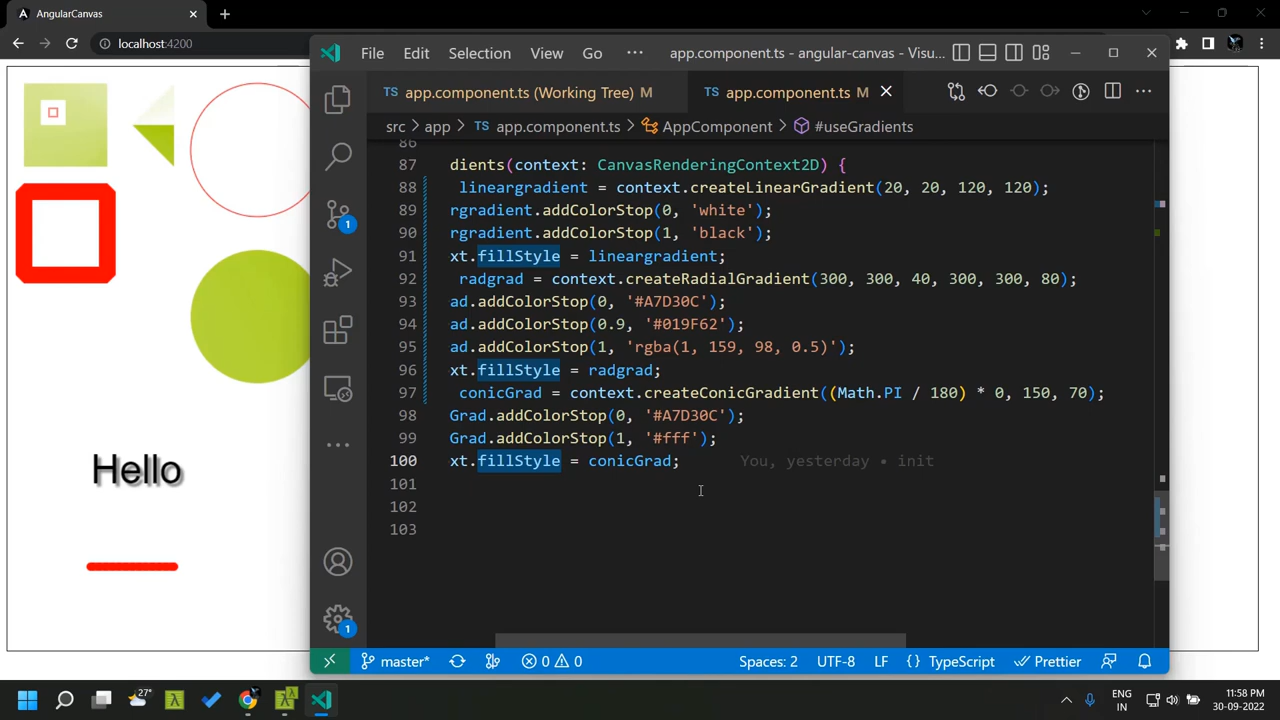 AngularCanvas
localhost:4200
File Edit Selection View Go ··· app.component.ts - angular-canvas - Visu...
TS app.component.ts (Working Tree) M TS app.component.ts M
src > app > TS app.component.ts > AppComponent > #useGradients
86
87 dients(context: CanvasRenderingContext2D) {
88 lineargradient = context.createLinearGradient(20, 20, 120, 120);
89 rgradient.addColorStop(0, 'white');
90 rgradient.addColorStop(1, 'black');
91 xt.fillStyle = lineargradient;
92 radgrad = context.createRadialGradient(300, 300, 40, 300, 300, 80);
93 ad.addColorStop(0, '#A7D30C');
94 ad.addColorStop(0.9, '#019F62');
95 ad.addColorStop(1, 'rgba(1, 159, 98, 0.5)');
96 xt.fillStyle = radgrad;
97 conicGrad = context.createConicGradient((Math.PI / 180) * 0, 150, 70);
98 Grad.addColorStop(0, '#A7D30C');
99 Grad.addColorStop(1, '#fff');
100 xt.fillStyle = conicGrad; You, yesterday • init
101
102
103
1
1
Hello
master* 0 0 Spaces: 2 UTF-8 LF {} TypeScript Prettier
27° ENG IN 11:58 PM 30-09-2022